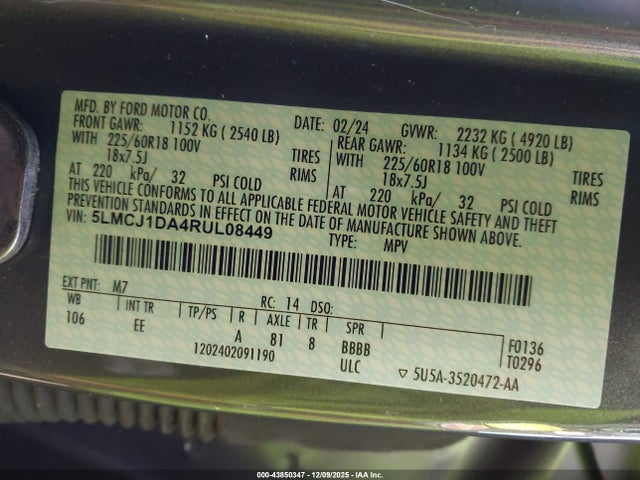 MFD. BY FORD MOTOR CO.
DATE: 02/24 GVWR: 2232 KG ( 4920 LB)
FRONT GAWR: 1152 KG ( 2540 LB) REAR GAWR: 1134 KG ( 2500 LB)
WITH 225/60R18 100V WITH 225/60R18 100V
18x7.5J RIMS 18x7.5J RIMS
AT 220 kPa/ 32 PSI COLD AT 220 kPa/ 32 PSI COLD
THIS VEHICLE CONFORMS TO ALL APPLICABLE FEDERAL MOTOR VEHICLE SAFETY AND THEFT
PREVENTION STANDARDS IN EFFECT ON THE DATE OF MANUFACTURE SHOWN ABOVE.
VIN: 5LMCJ1DA4RUL08449 TYPE: MPV
EXT PNT: M7 RC: 14 DSO:
WB INT TR TP/PS R AXLE TR SPR F0136
106 EE A 81 8 BBBB T0296
1202402091190 ULC ▽ 5U5A-3520472-AA
000-43850347 - 12/09/2025 - IAA Inc.